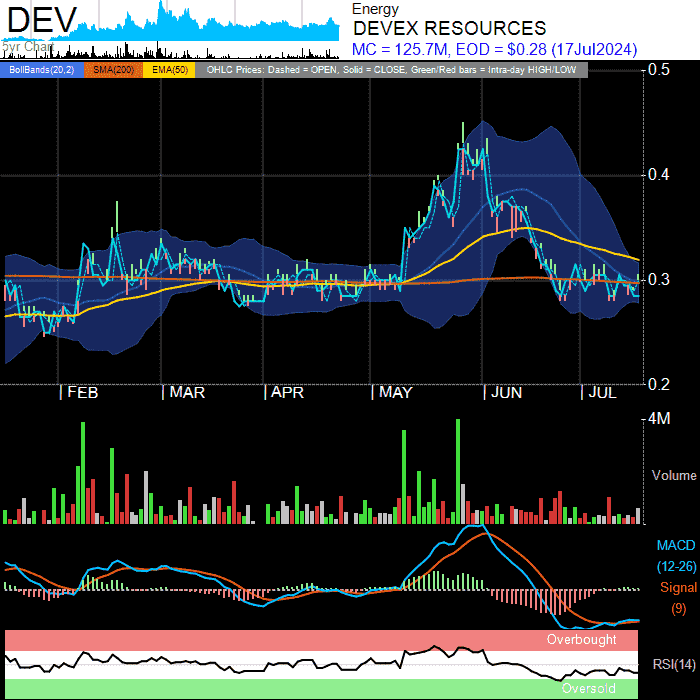 DEV
5yr Chart
Energy
DEVEX RESOURCES
MC = 125.7M, EOD = $0.28 (17Jul2024)
BollBands(20,2) SMA(200) EMA(50) OHLC Prices: Dashed = OPEN, Solid = CLOSE, Green/Red bars = Intra-day HIGH/LOW
0.5
0.4
0.3
0.2
FEB MAR APR MAY JUN JUL
4M
Volume
MACD
(12-26)
Signal
(9)
Overbought
RSI(14)
Oversold